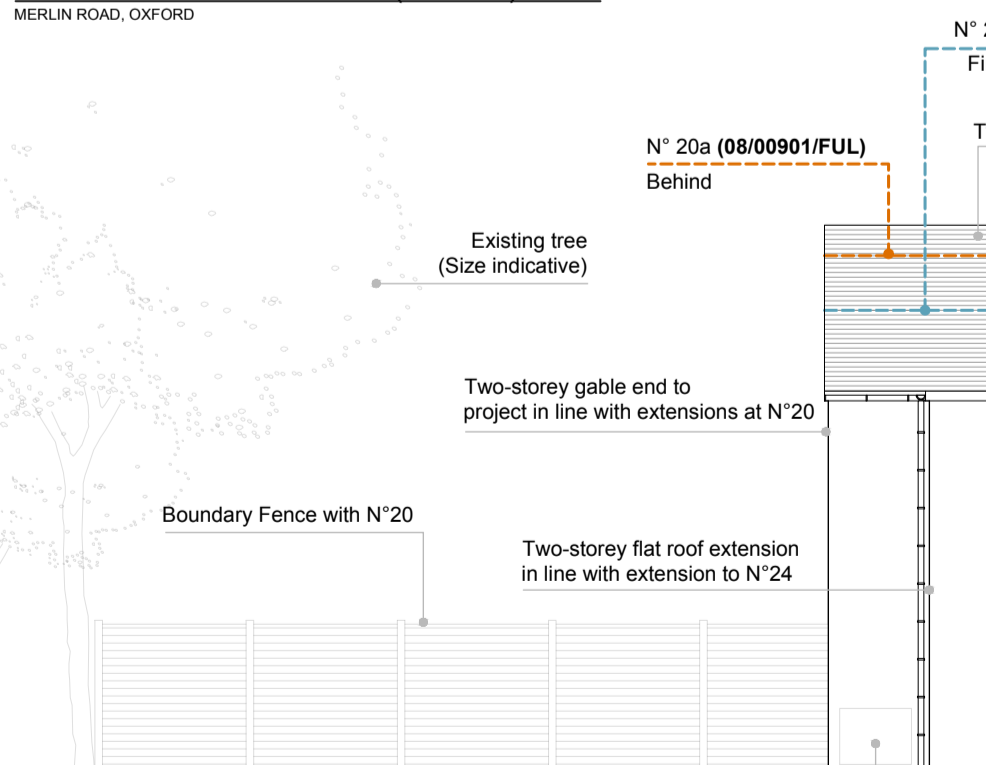 MERLIN ROAD, OXFORD
N°
Fi
T
N° 20a (08/00901/FUL)
Behind
Existing tree
(Size indicative)
Two-storey gable end to
project in line with extensions at N°20
Boundary Fence with N°20
Two-storey flat roof extension
in line with extension to N°24